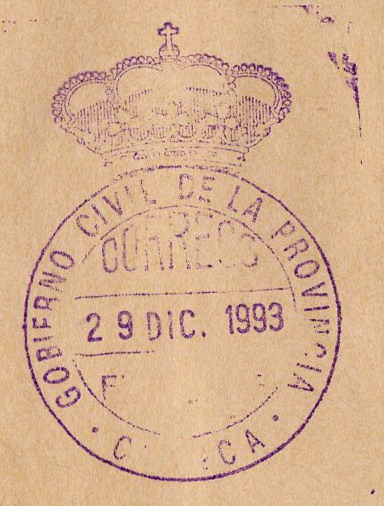 GOBIERNO CIVIL DE LA PROVINCIA
CORREOS
29 DIC. 1993